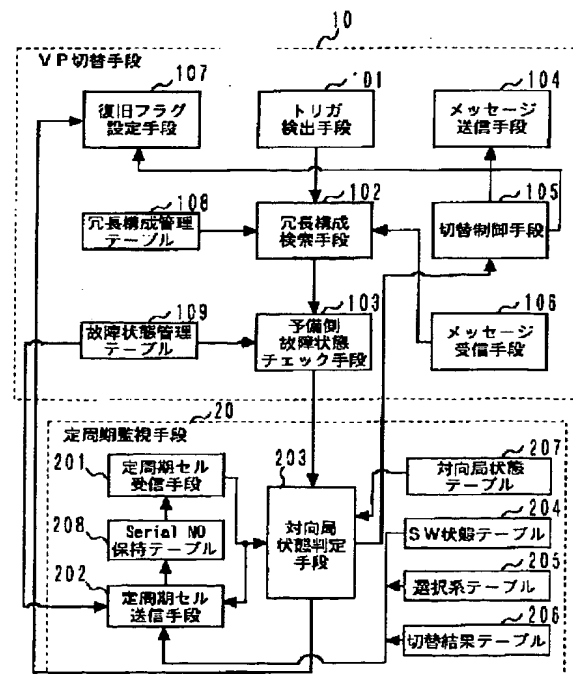 10
VP切替手段
107
復旧フラグ
設定手段
101
トリガ
検出手段
104
メッセージ
送信手段
108
冗長構成管理
テーブル
102
冗長構成
検索手段
105
切替制御手段
109
故障状態管理
テーブル
103
予備側
故障状態
チェック手段
106
メッセージ
受信手段
20
定周期監視手段
201
定周期セル
受信手段
203
対向局
状態判定
手段
207
対向局状態
テーブル
208
Serial NO
保持テーブル
204
SW状態テーブル
202
定周期セル
送信手段
205
選択系テーブル
206
切替結果テーブル